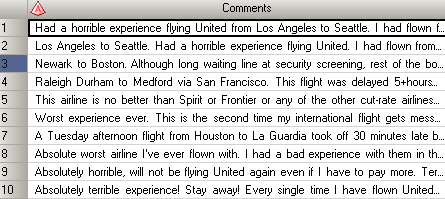 Comments
1 Had a horrible experience flying United from Los Angeles to Seattle. I had flown f...
2 Los Angeles to Seattle. Had a horrible experience flying United. I had flown from...
3 Newark to Boston. Although long waiting line at security screening, rest of the bo...
4 Raleigh Durham to Medford via San Francisco. This flight was delayed 5+hours...
5 This airline is no better than Spirit or Frontier or any of the other cut-rate airlines...
6 Worst experience ever. This is the second time my international flight gets mess...
7 A Tuesday afternoon flight from Houston to La Guardia took off 30 minutes late b...
8 Absolute worst airline I've ever flown with. I had a bad experience with them in th...
9 Absolutely horrible, will not be flying United again even if I have to pay more. Ter...
10 Absolutely terrible experience! Stay away! Every single time I have flown United...